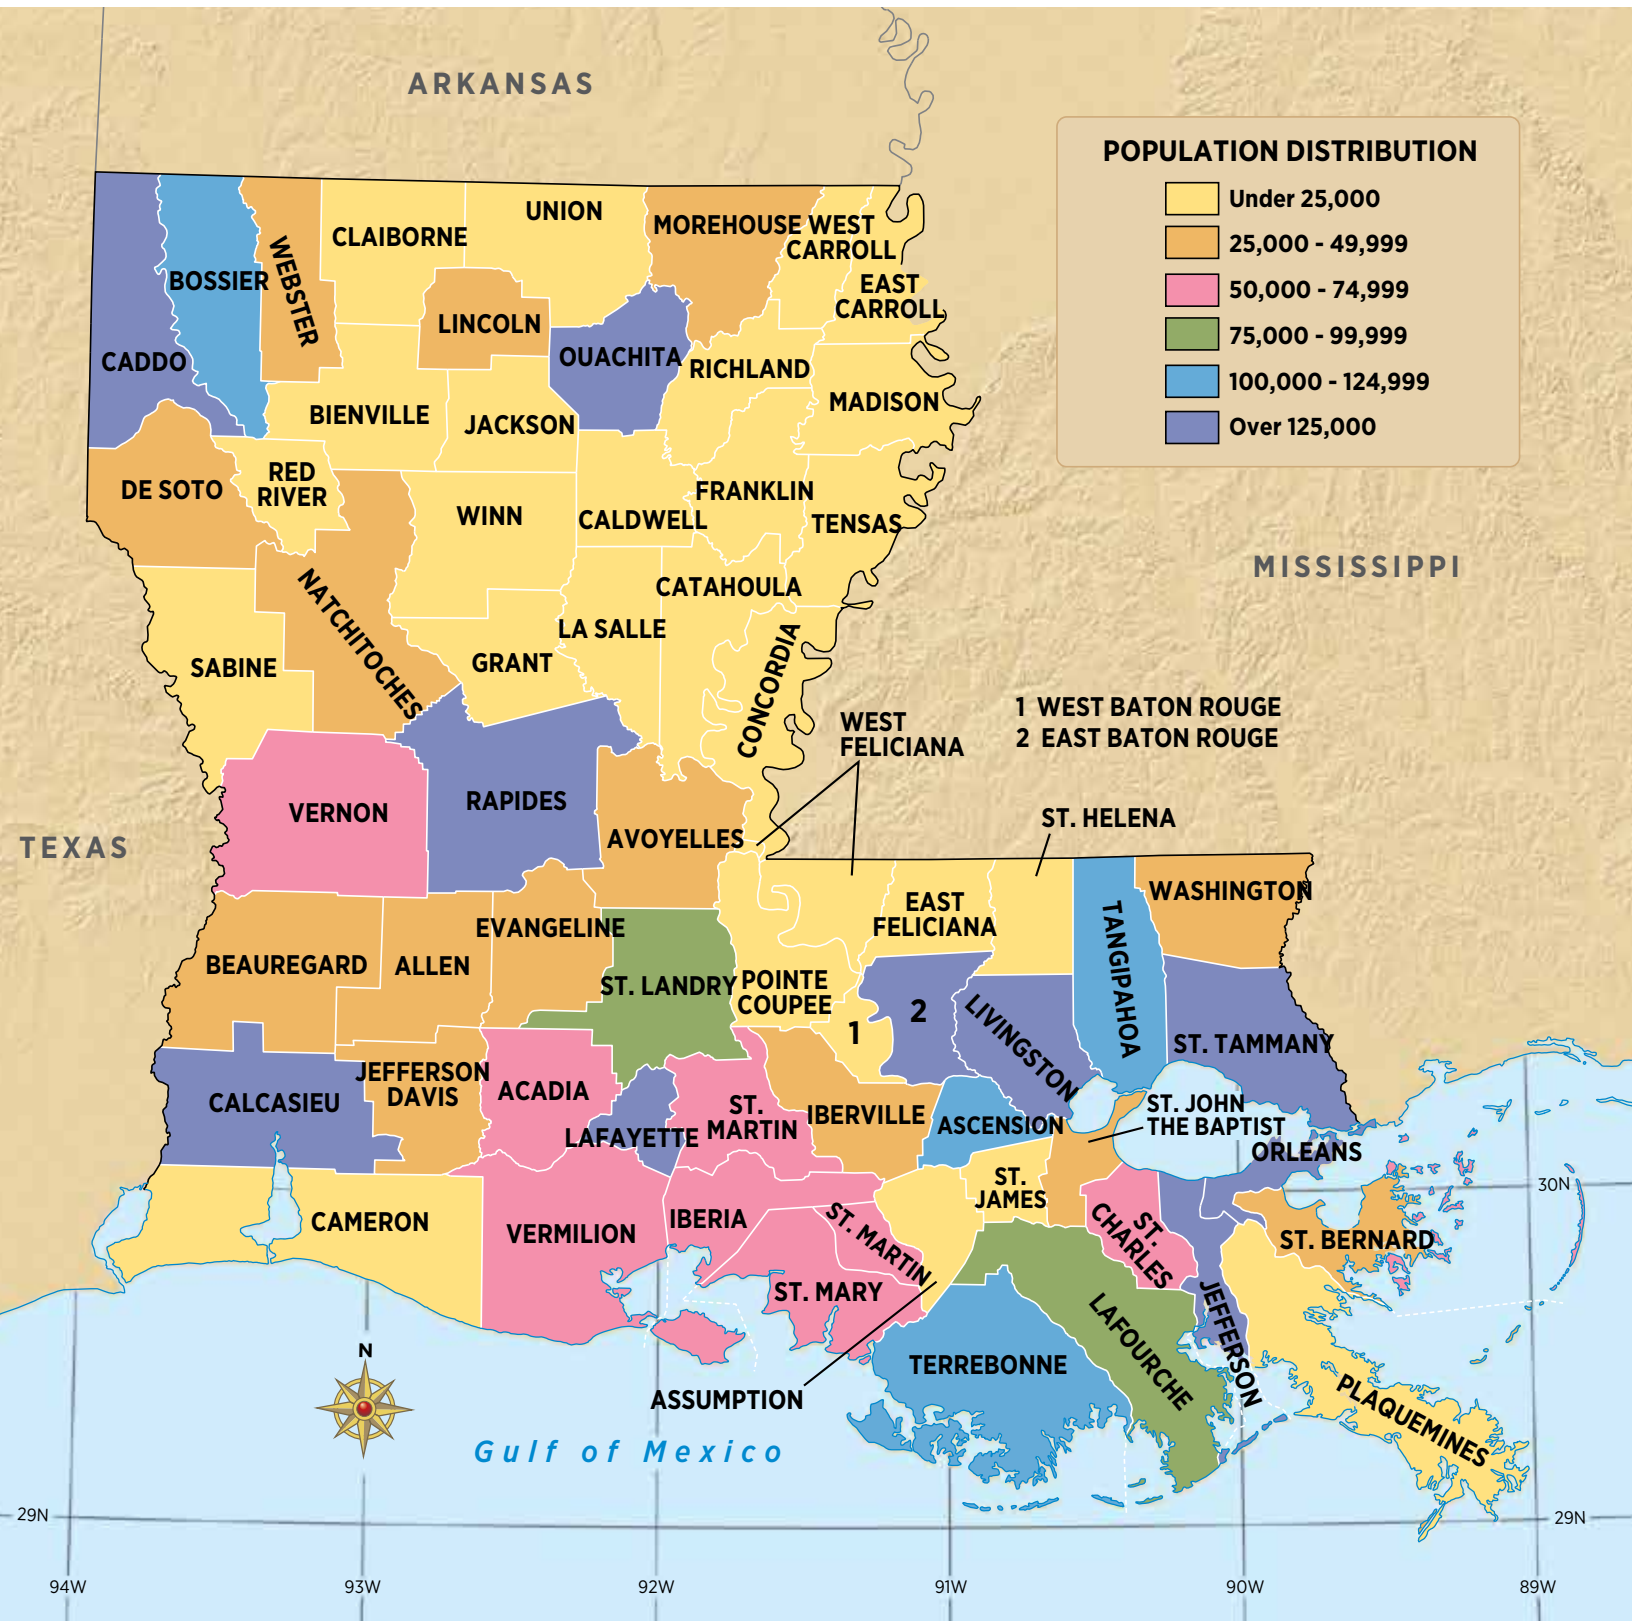 ARKANSAS
POPULATION DISTRIBUTION
Under 25,000
25,000 - 49,999
50,000 - 74,999
75,000 - 99,999
100,000 - 124,999
Over 125,000
CADDO
BOSSIER
WEBSTER
CLAIBORNE
UNION
MOREHOUSE
WEST
CARROLL
EAST
CARROLL
LINCOLN
OUACHITA
RICHLAND
MADISON
BIENVILLE
JACKSON
DE SOTO
RED
RIVER
WINN
CALDWELL
FRANKLIN
TENSAS
MISSISSIPPI
NATCHITOCHES
CATAHOULA
LA SALLE
SABINE
GRANT
CONCORDIA
1 WEST BATON ROUGE
2 EAST BATON ROUGE
WEST
FELICIANA
TEXAS
VERNON
RAPIDES
AVOYELLES
ST. HELENA
WASHINGTON
EAST
FELICIANA
TANGIPAHOA
EVANGELINE
BEAUREGARD
ALLEN
ST. LANDRY
POINTE
COUPEE
1
2
LIVINGSTON
ST. TAMMANY
CALCASIEU
JEFFERSON
DAVIS
ACADIA
LAFAYETTE
ST.
MARTIN
IBERVILLE
ASCENSION
ST. JOHN
THE BAPTIST
ORLEANS
30N
ST.
JAMES
CAMERON
VERMILION
IBERIA
ST. MARTIN
ST.
CHARLES
ST. BERNARD
ST. MARY
JEFFERSON
LAFOURCHE
TERREBONNE
N
ASSUMPTION
PLAQUEMINES
Gulf of Mexico
29N
29N
94W
93W
92W
91W
90W
89W